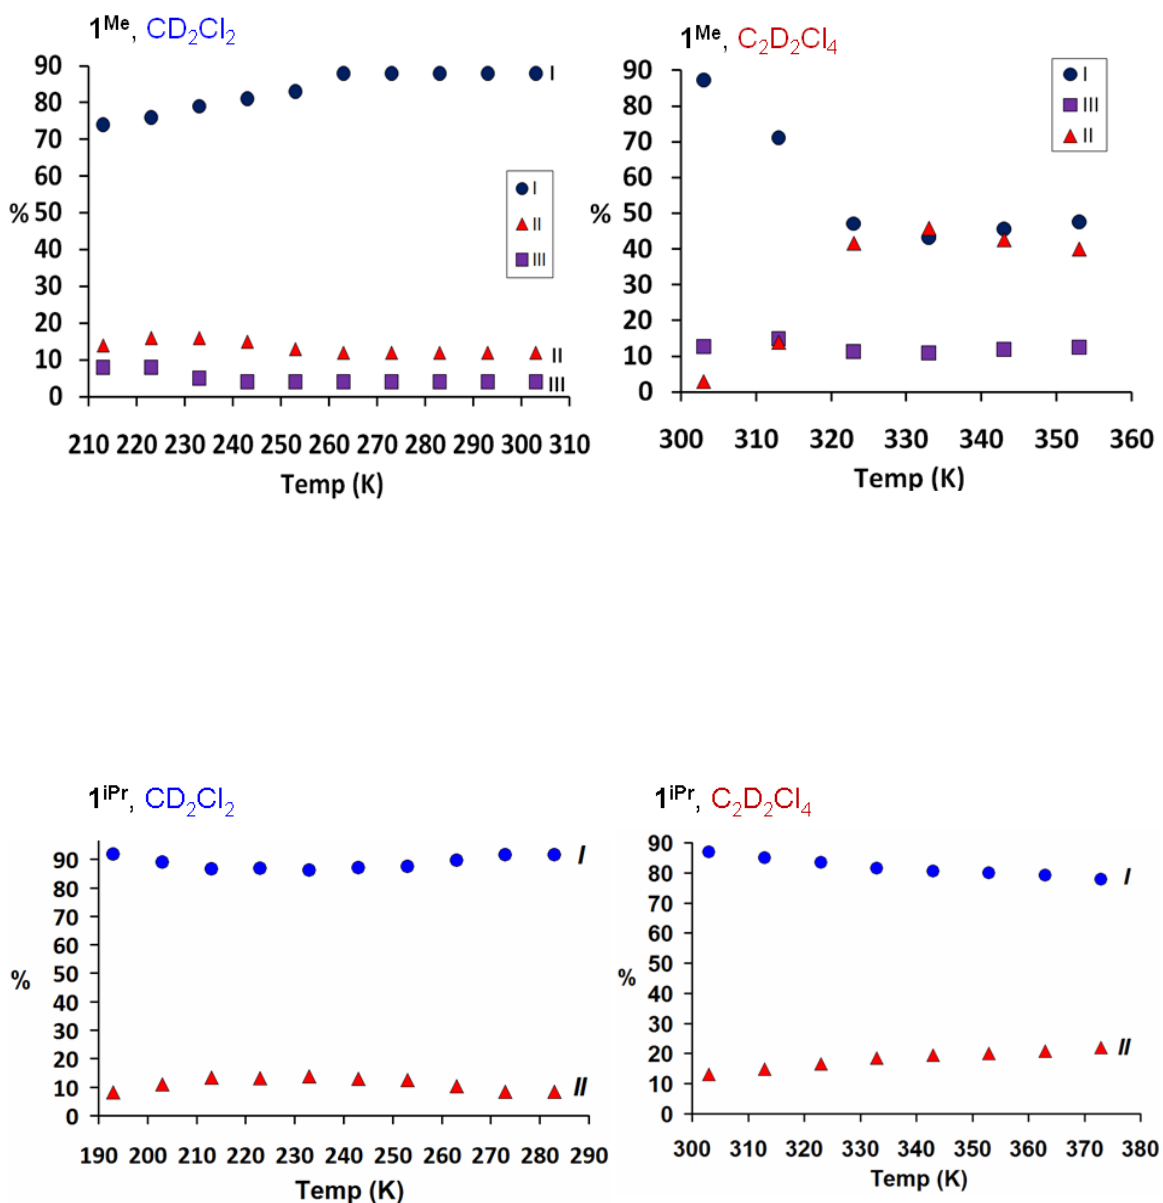 1Me, CD2Cl2
90
80
70
60
50
40
30
20
10
0
%
I
II
III
I
II
III
210 220 230 240 250 260 270 280 290 300 310
Temp (K)
1Me, C2D2Cl4
90
80
70
60
50
40
30
20
10
0
%
I
III
II
300 310 320 330 340 350 360
Temp (K)
1iPr, CD2Cl2
90
80
70
60
50
40
30
20
10
0
%
I
II
190 200 210 220 230 240 250 260 270 280 290
Temp (K)
1iPr, C2D2Cl4
90
80
70
60
50
40
30
20
10
0
%
I
II
300 310 320 330 340 350 360 370 380
Temp (K)